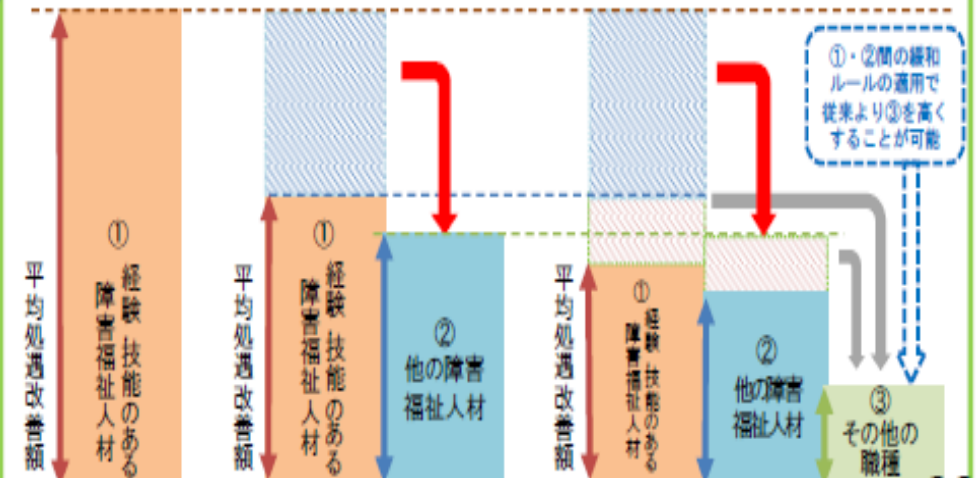 ①・②間の緩和
ルールの適用で
従来より③を高く
することが可能
平均処遇改善額
①
経験・技能のある
障害福祉人材
平均処遇改善額
①
経験・技能のある
障害福祉人材
②
他の障害
福祉人材
平均処遇改善額
①
経験・技能のある
障害福祉人材
②
他の障害
福祉人材
③
その他の
職種